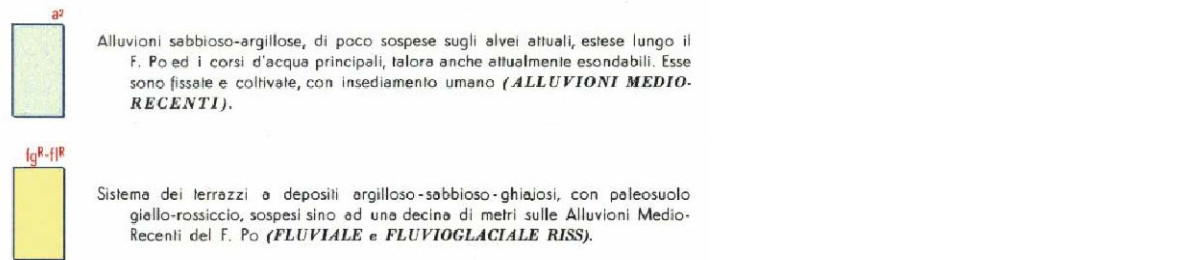 a²
Alluvioni sabbioso-argillose, di poco sospese sugli alvei attuali, estese lungo il
F. Po ed i corsi d'acqua principali, talora anche attualmente esondabili. Esse
sono fissate e coltivate, con insediamento umano (ALLUVIONI MEDIO-
RECENTI).
fgᴿ-flᴿ
Sistema dei terrazzi a depositi argilloso-sabbioso-ghiajosi, con paleosuolo
giallo-rossiccio, sospesi sino ad una decina di metri sulle Alluvioni Medio-
Recenti del F. Po (FLUVIALE e FLUVIOGLACIALE RISS).